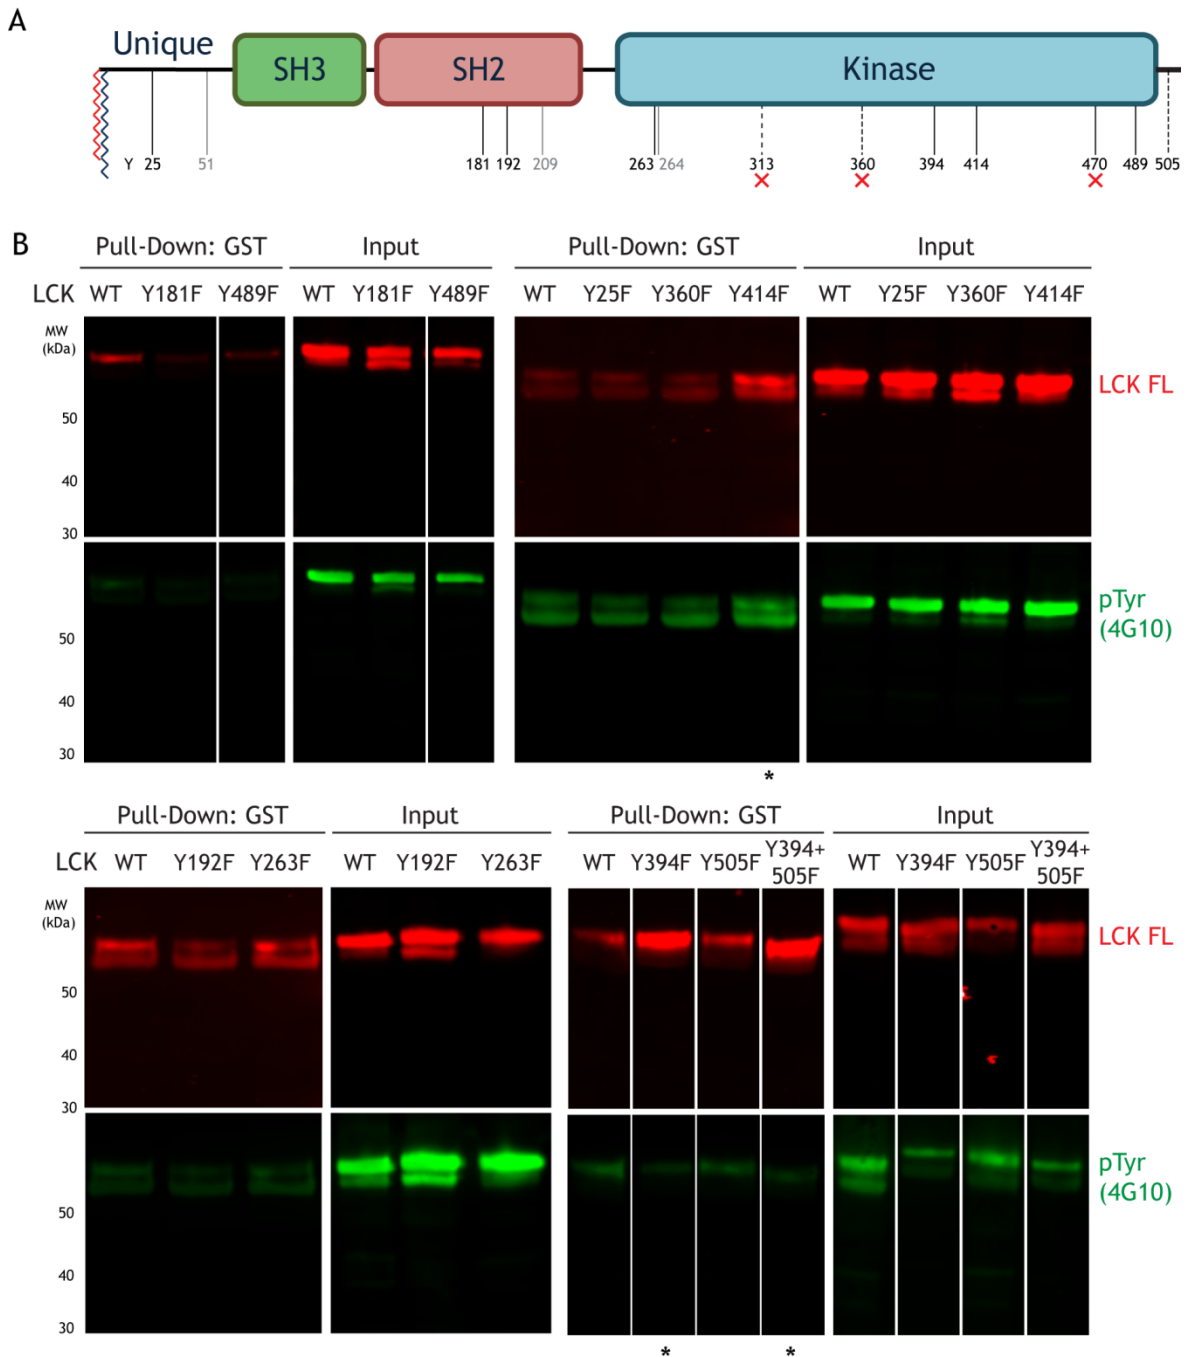 A
Unique
SH3
SH2
Kinase
Y 25 51 181 192 209 263 264 313 360 394 414 470 489 505
B
Pull-Down: GST Input Pull-Down: GST Input
LCK WT Y181F Y489F WT Y181F Y489F WT Y25F Y360F Y414F WT Y25F Y360F Y414F
MW
(kDa)
LCK FL
50
40
30
pTyr
(4G10)
50
40
30
*
Pull-Down: GST Input Pull-Down: GST Input
LCK WT Y192F Y263F WT Y192F Y263F WT Y394F Y505F Y394+
505F WT Y394F Y505F Y394+
505F
MW
(kDa)
LCK FL
50
40
30
pTyr
(4G10)
50
40
30
* *